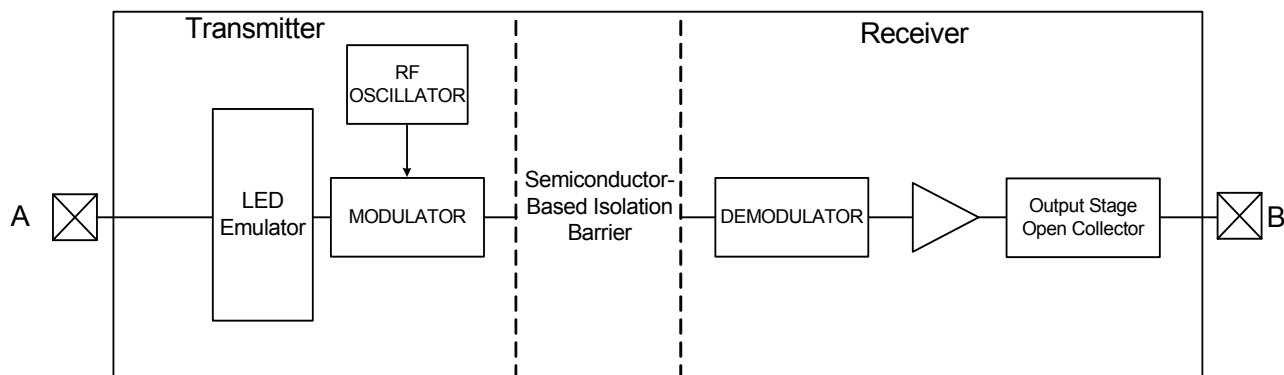 Transmitter
Receiver
RF
OSCILLATOR
A
LED
Emulator
MODULATOR
Semiconductor-
Based Isolation
Barrier
DEMODULATOR
Output Stage
Open Collector
B